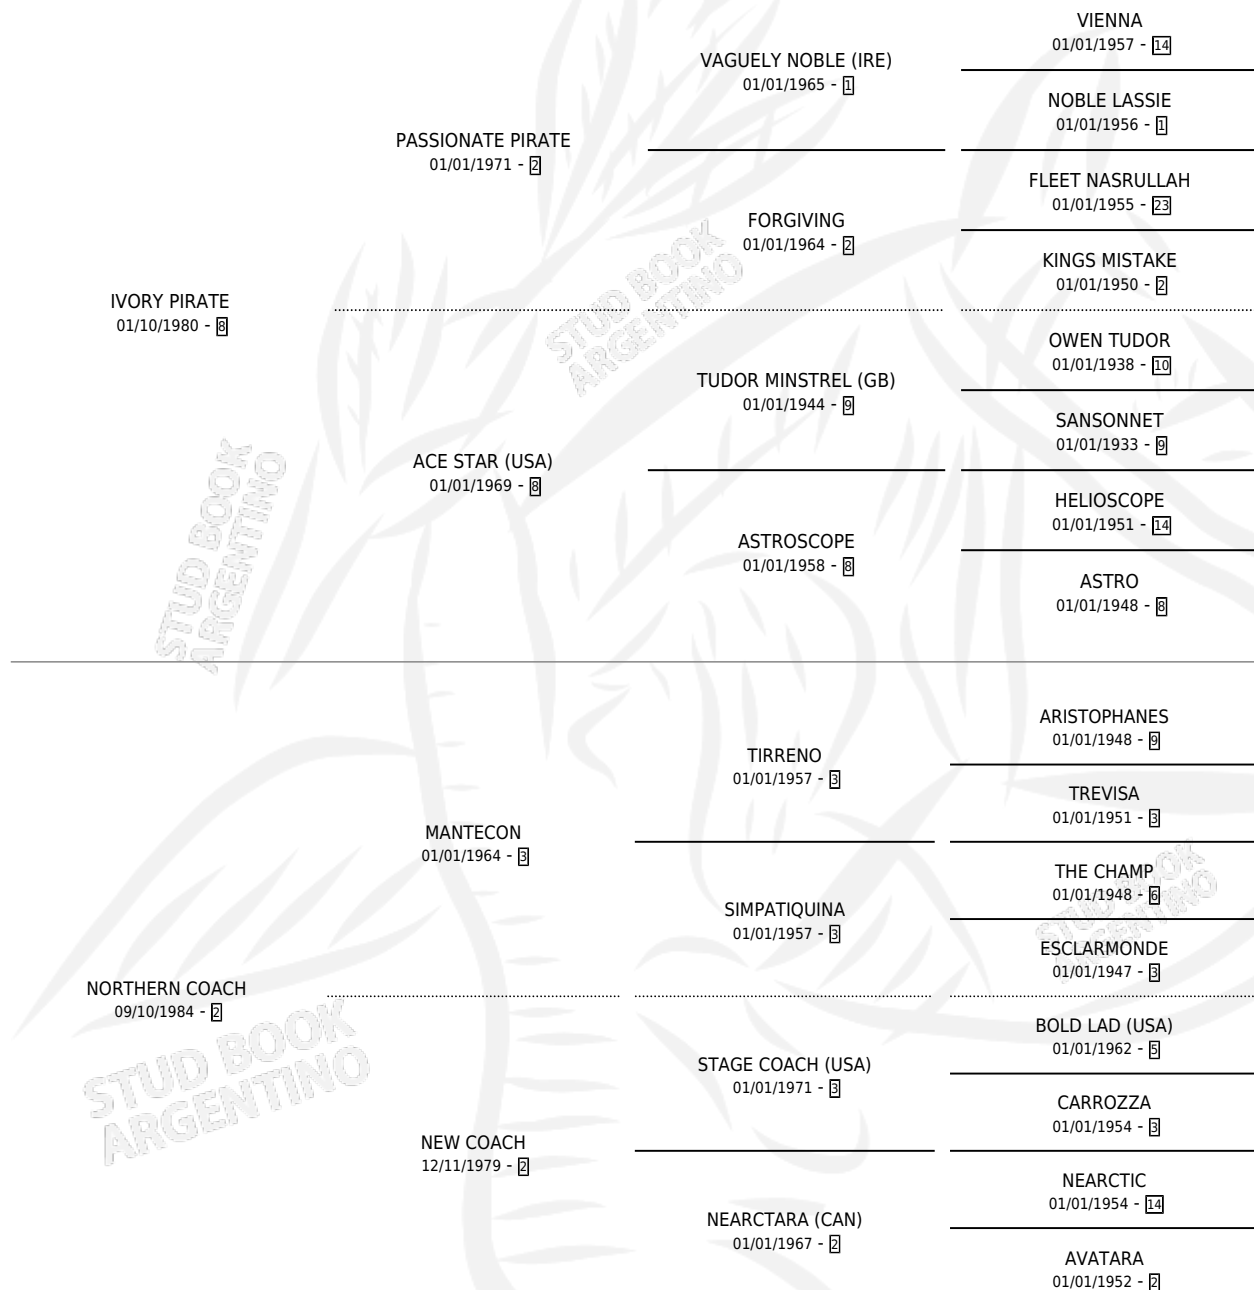 VIENNA
01/01/1957 - 14
VAGUELY NOBLE (IRE)
01/01/1965 - 1
NOBLE LASSIE
01/01/1956 - 1
PASSIONATE PIRATE
01/01/1971 - 2
FLEET NASRULLAH
01/01/1955 - 23
FORGIVING
01/01/1964 - 2
KINGS MISTAKE
01/01/1950 - 2
IVORY PIRATE
01/10/1980 - 8
OWEN TUDOR
01/01/1938 - 10
TUDOR MINSTREL (GB)
01/01/1944 - 9
SANSONNET
01/01/1933 - 9
ACE STAR (USA)
01/01/1969 - 8
HELIOSCOPE
01/01/1951 - 14
ASTROSCOPE
01/01/1958 - 8
ASTRO
01/01/1948 - 8
ARISTOPHANES
01/01/1948 - 9
TIRRENO
01/01/1957 - 3
TREVISA
01/01/1951 - 3
MANTECON
01/01/1964 - 3
THE CHAMP
01/01/1948 - 6
SIMPATIQUINA
01/01/1957 - 3
ESCLARMONDE
01/01/1947 - 3
NORTHERN COACH
09/10/1984 - 2
BOLD LAD (USA)
01/01/1962 - 5
STAGE COACH (USA)
01/01/1971 - 3
CARROZZA
01/01/1954 - 3
NEW COACH
12/11/1979 - 2
NEARCTIC
01/01/1954 - 14
NEARCTARA (CAN)
01/01/1967 - 2
AVATARA
01/01/1952 - 2
STUD BOOK
ARGENTINO
STUD BOOK
ARGENTINO
STUD BOOK
ARGENTINO
STUD BOOK
ARGENTINO